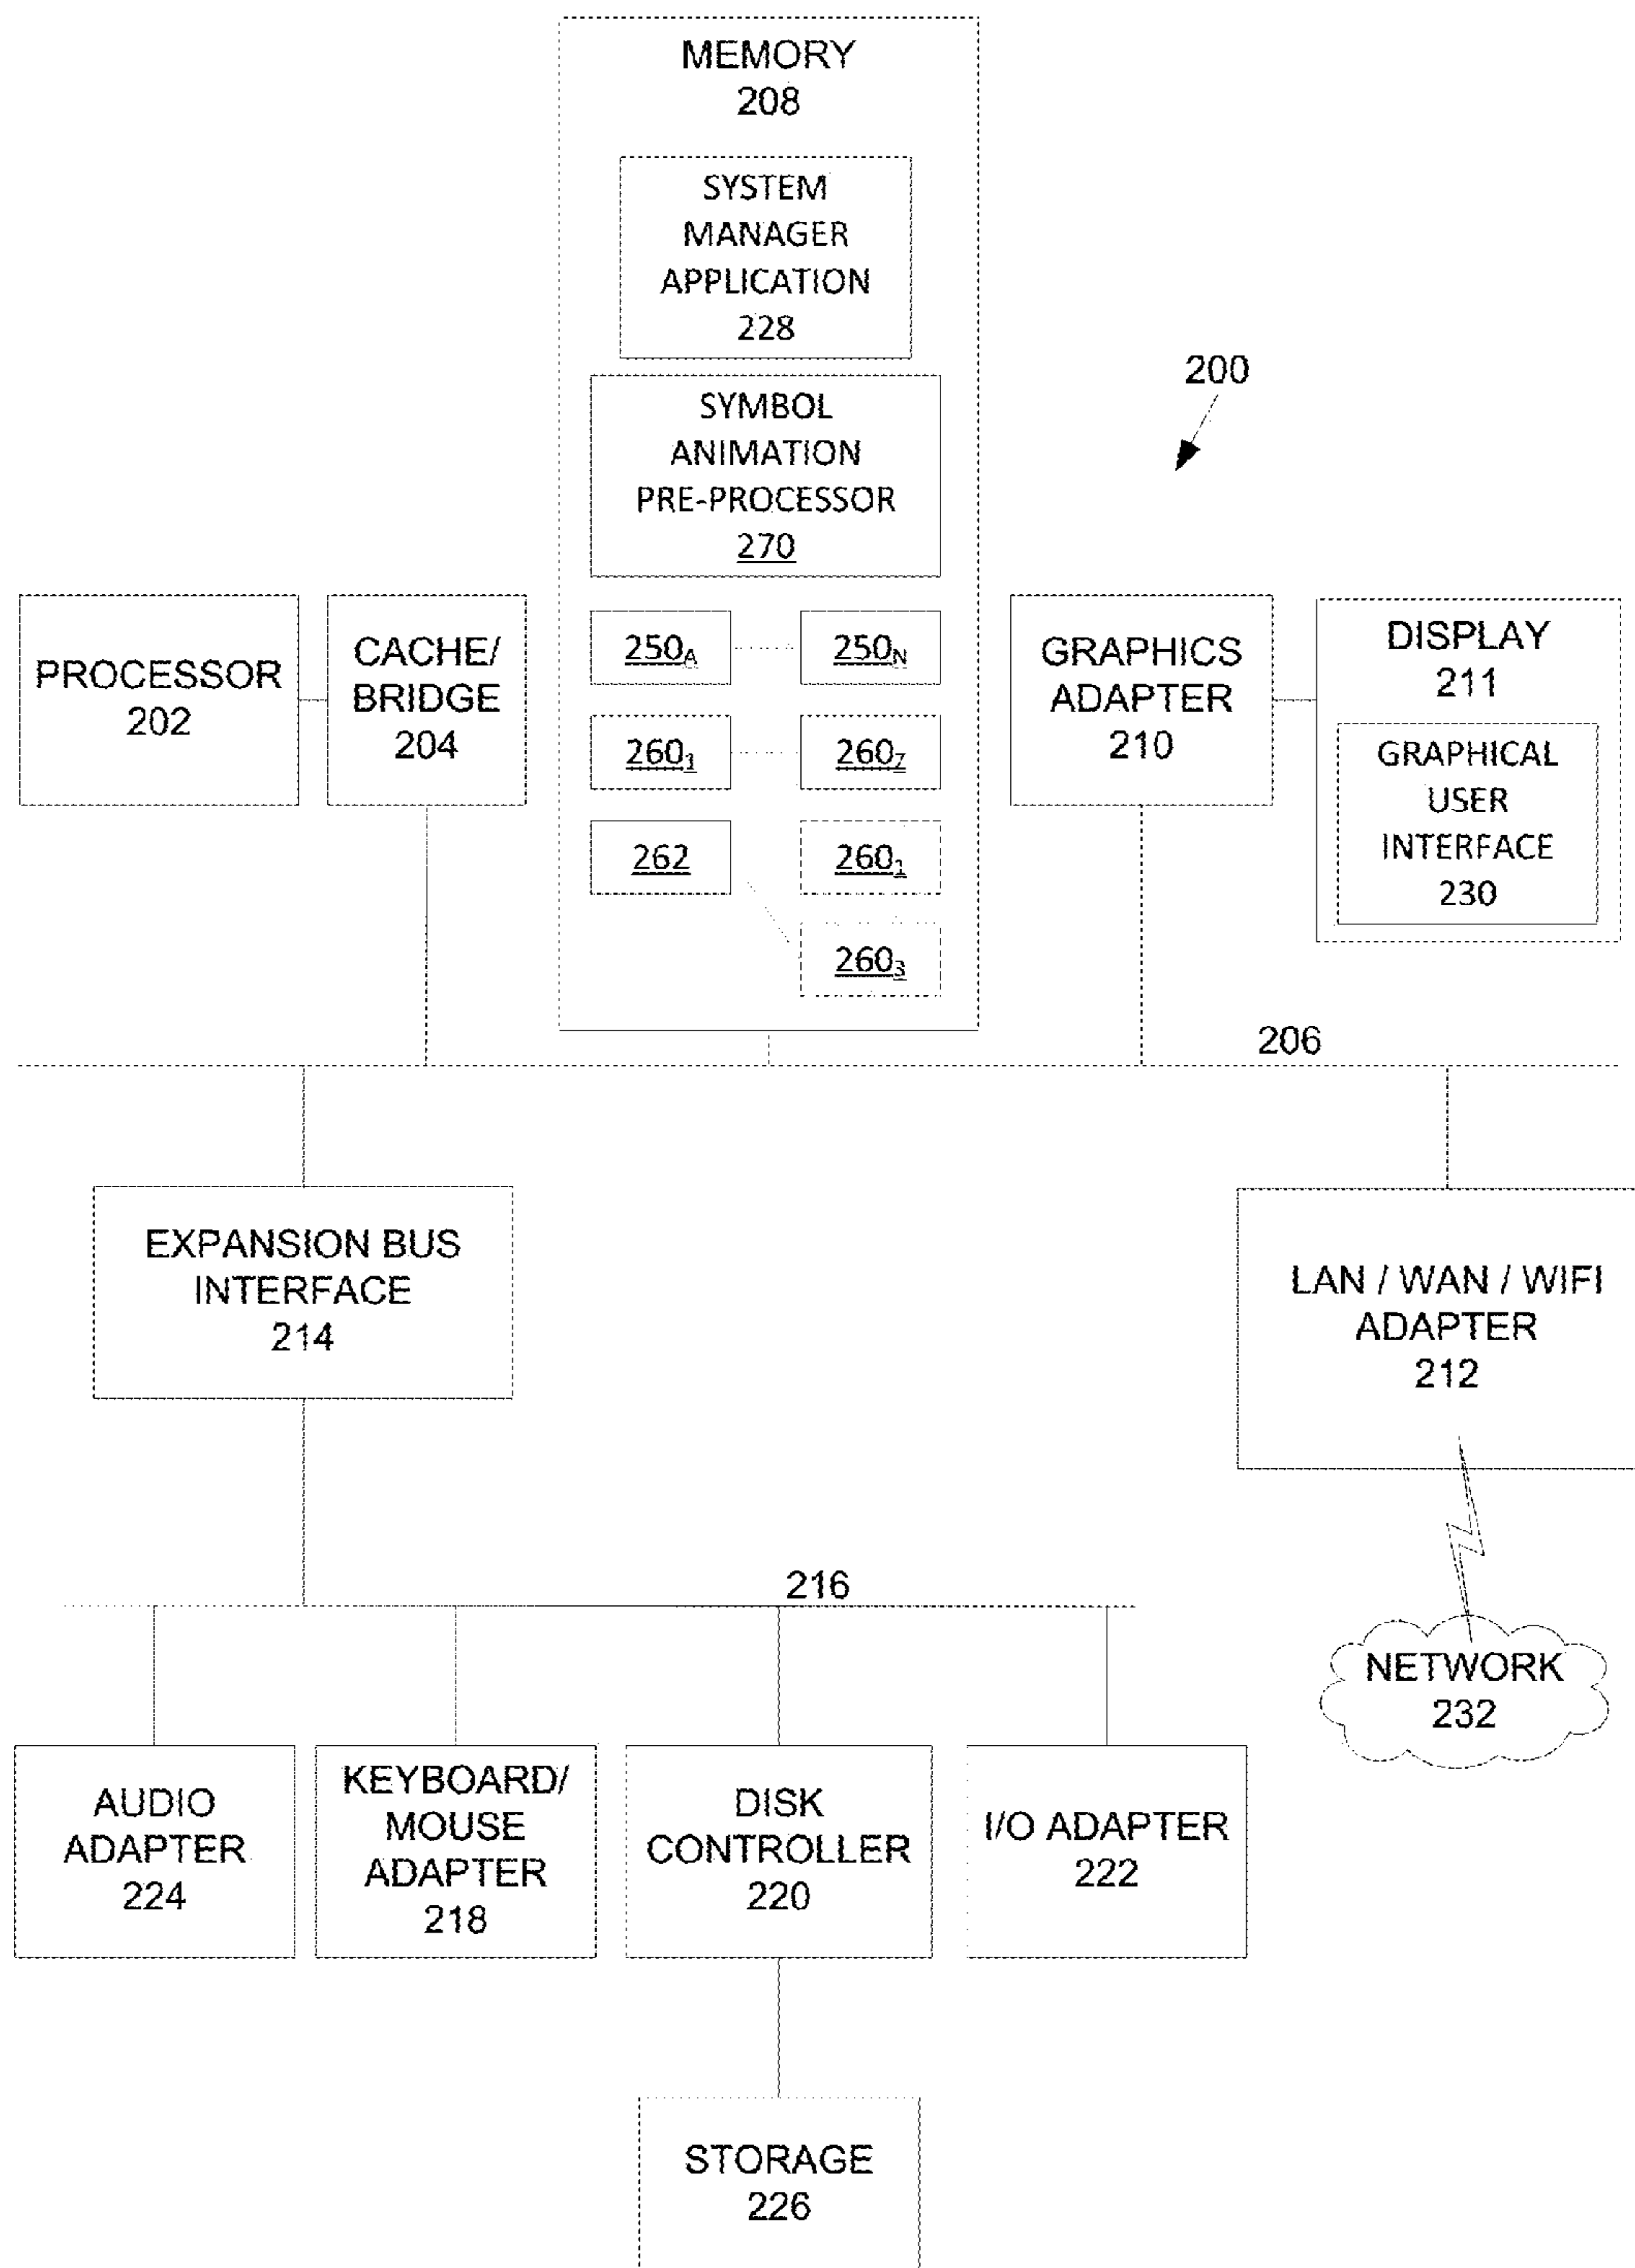 MEMORY
208
SYSTEM
MANAGER
APPLICATION
228
200
SYMBOL
ANIMATION
PRE-PROCESSOR
270
PROCESSOR
202
CACHE/
BRIDGE
204
250A
250N
2601
260Z
262
2601
2603
GRAPHICS
ADAPTER
210
DISPLAY
211
GRAPHICAL
USER
INTERFACE
230
206
EXPANSION BUS
INTERFACE
214
LAN / WAN / WIFI
ADAPTER
212
216
NETWORK
232
AUDIO
ADAPTER
224
KEYBOARD/
MOUSE
ADAPTER
218
DISK
CONTROLLER
220
I/O ADAPTER
222
STORAGE
226